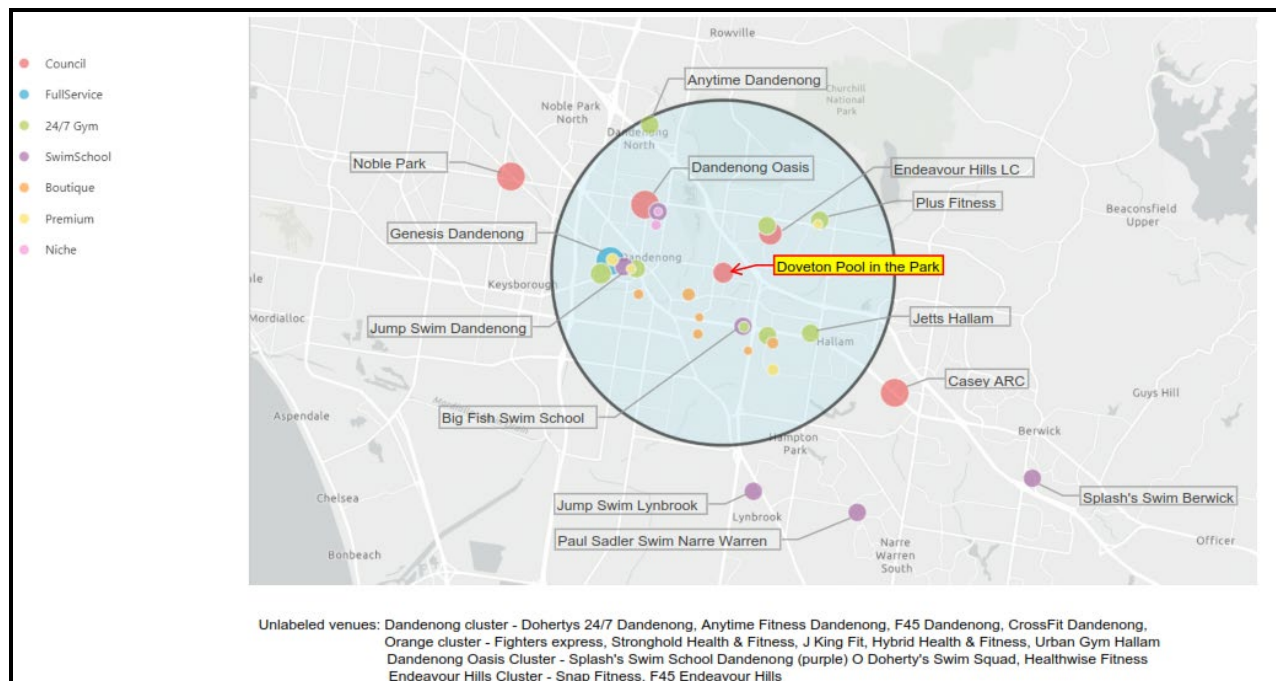 Council
FullService
24/7 Gym
SwimSchool
Boutique
Premium
Niche
Rowville
Anytime Dandenong
Churchill
National
Park
Noble Park
North
Dandenong
North
Noble Park
Dandenong Oasis
Endeavour Hills LC
Plus Fitness
Beaconsfield
Upper
Genesis Dandenong
Dandenong
Doveton Pool in the Park
Keysborough
Mordialloc
Jump Swim Dandenong
Jetts Hallam
Hallam
Casey ARC
Guys Hill
Aspendale
Big Fish Swim School
Berwick
Hampton
Park
Chelsea
Jump Swim Lynbrook
Lynbrook
Splash's Swim Berwick
Paul Sadler Swim Narre Warren
Narre
Warren
South
Officer
Bonbeach
Unlabeled venues: Dandenong cluster - Dohertys 24/7 Dandenong, Anytime Fitness Dandenong, F45 Dandenong, CrossFit Dandenong,
Orange cluster - Fighters express, Stronghold Health & Fitness, J King Fit, Hybrid Health & Fitness, Urban Gym Hallam
Dandenong Oasis Cluster - Splash's Swim School Dandenong (purple) O Doherty's Swim Squad, Healthwise Fitness
Endeavour Hills Cluster - Snap Fitness, F45 Endeavour Hills